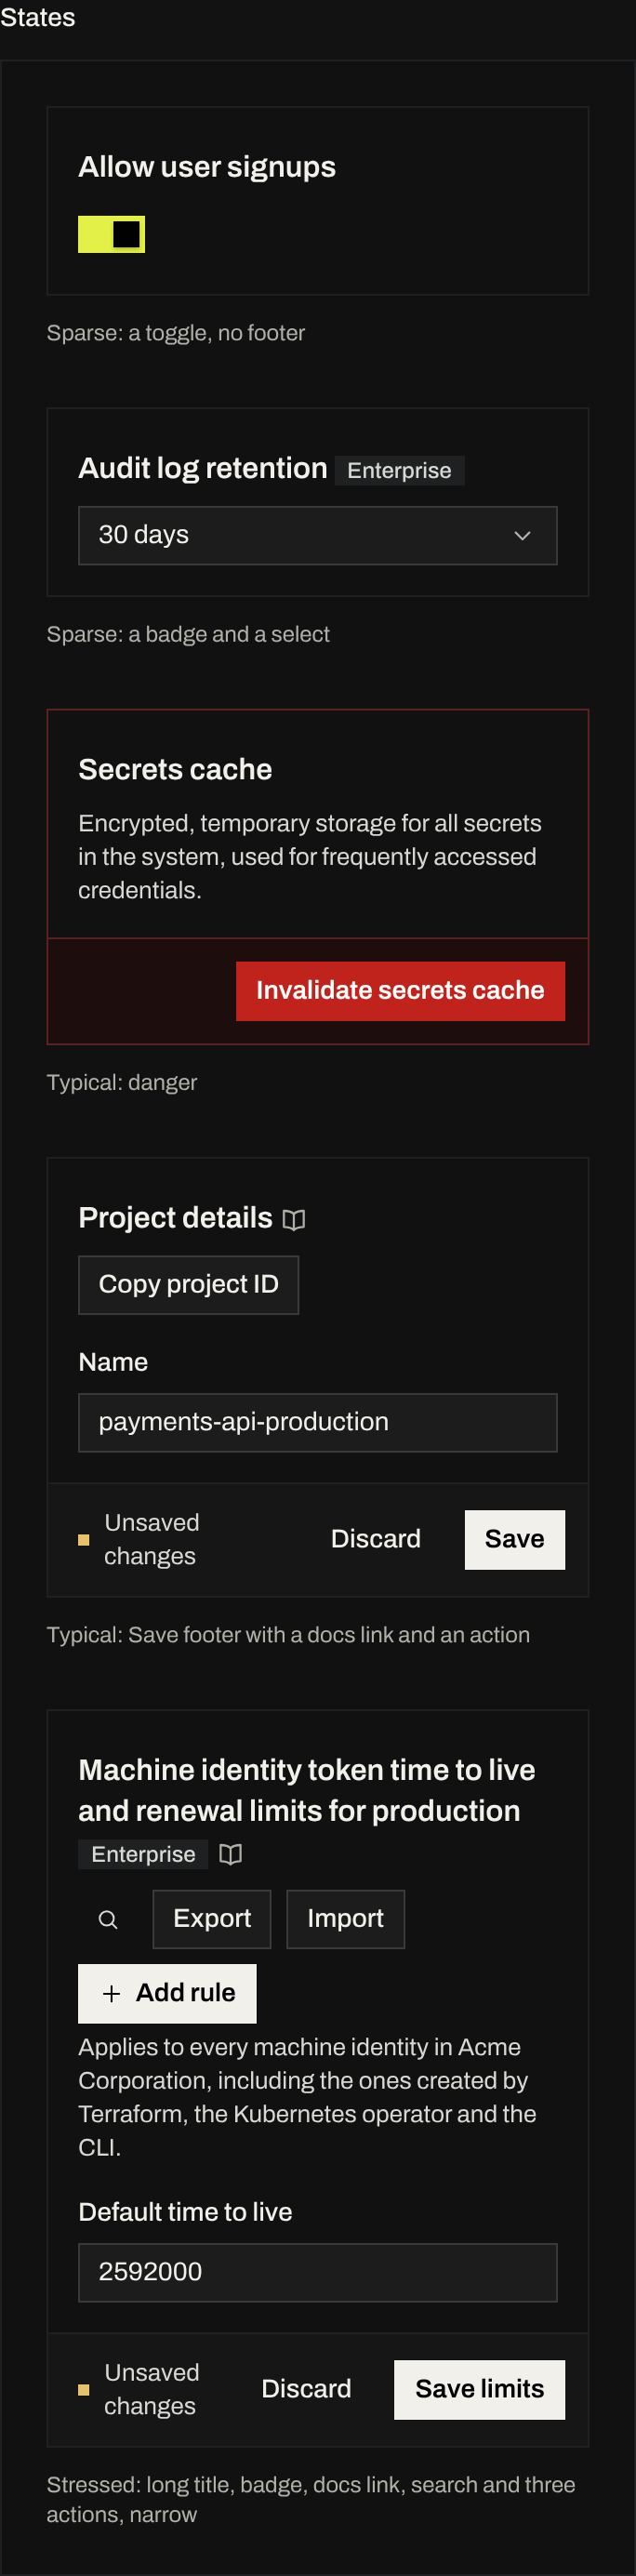 States
Allow user signups
Sparse: a toggle, no footer
Audit log retention Enterprise
30 days
Sparse: a badge and a select
Secrets cache
Encrypted, temporary storage for all secrets
in the system, used for frequently accessed
credentials.
Invalidate secrets cache
Typical: danger
Project details
Copy project ID
Name
payments-api-production
Unsaved
changes
Discard
Save
Typical: Save footer with a docs link and an action
Machine identity token time to live
and renewal limits for production
Enterprise
Export
Import
Add rule
Applies to every machine identity in Acme
Corporation, including the ones created by
Terraform, the Kubernetes operator and the
CLI.
Default time to live
2592000
Unsaved
changes
Discard
Save limits
Stressed: long title, badge, docs link, search and three
actions, narrow